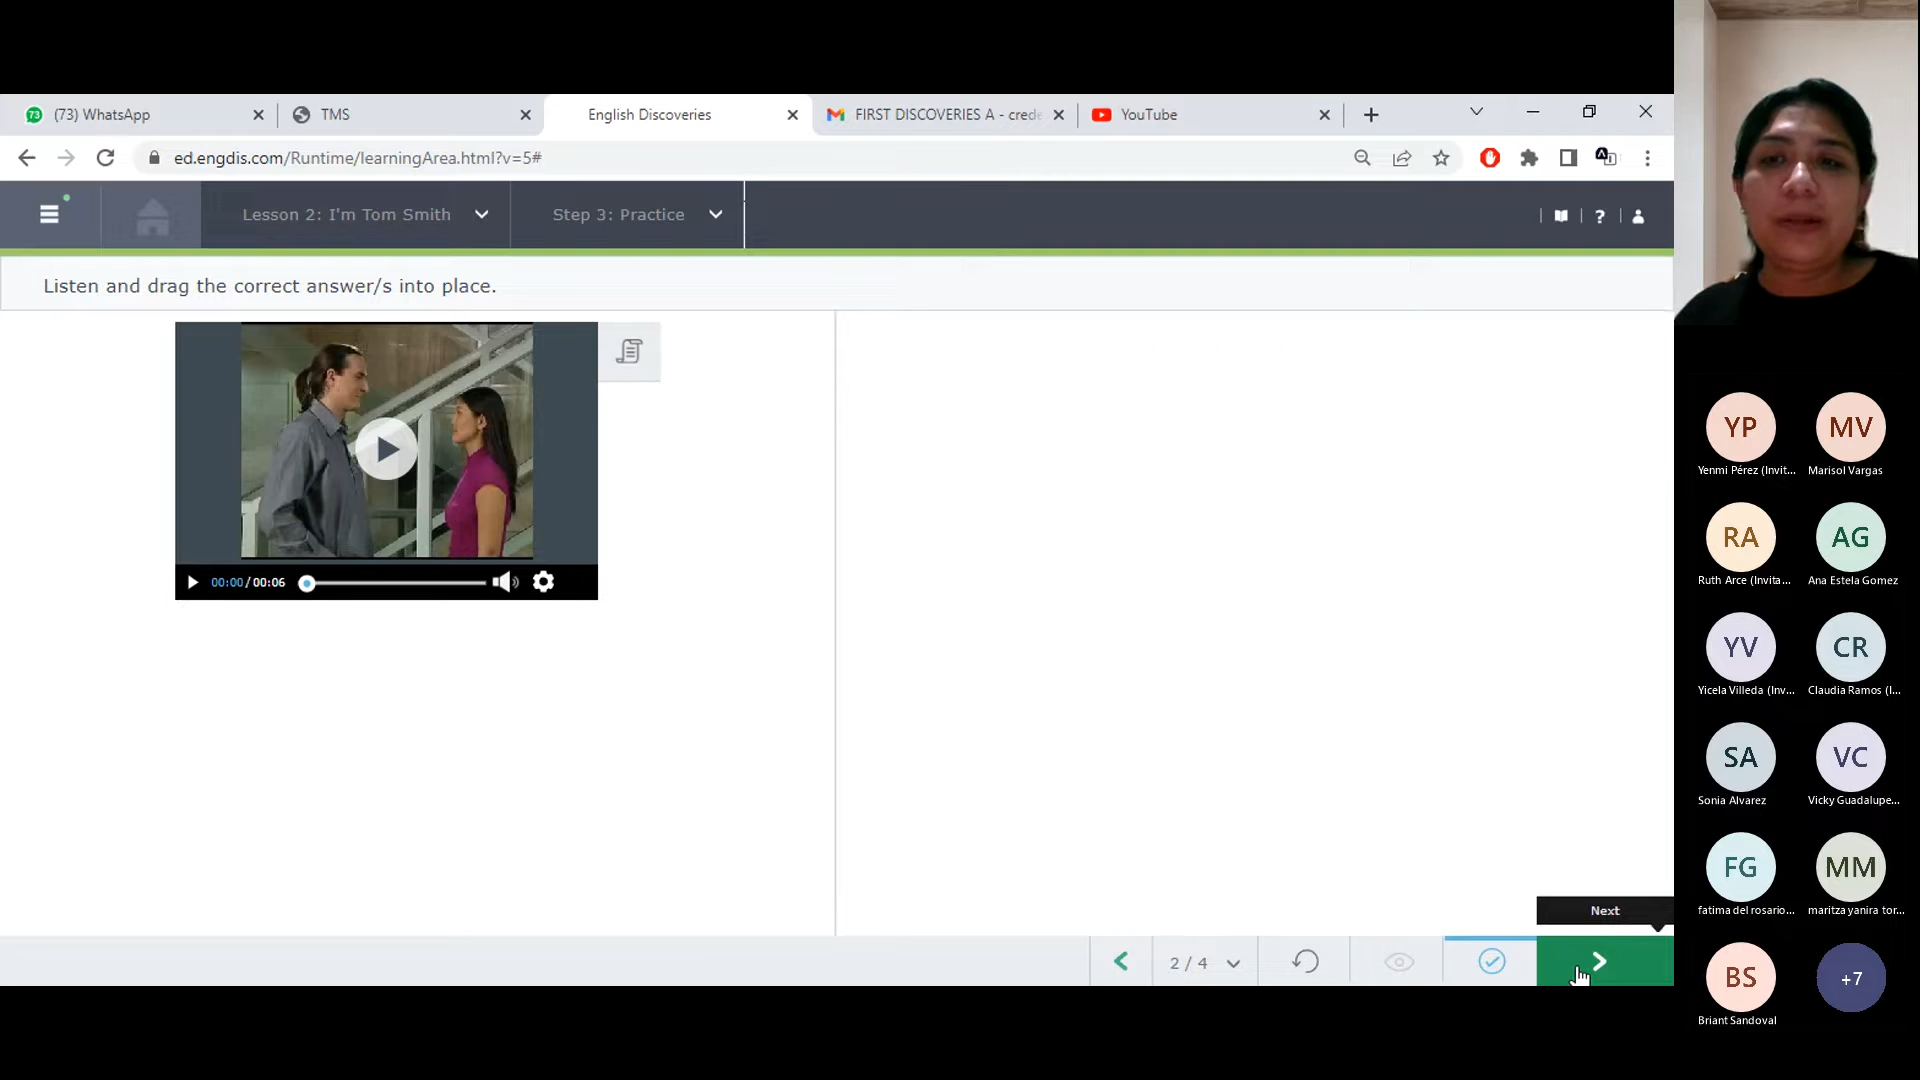 73
(73) WhatsApp
TMS
English Discoveries
FIRST DISCOVERIES A - crede
YouTube
ed.engdis.com/Runtime/learningArea.html?v=5#
Lesson 2: I'm Tom Smith
Step 3: Practice
?
Listen and drag the correct answer/s into place.
00:00/00:06
Next
2 / 4
YP
MV
Yenmi Pérez (Invit...
Marisol Vargas
RA
AG
Ruth Arce (Invita...
Ana Estela Gomez
YV
CR
Yicela Villeda (Inv...
Claudia Ramos (I...
SA
VC
Sonia Alvarez
Vicky Guadalupe...
FG
MM
fatima del rosario...
maritza yanira tor...
BS
+7
Briant Sandoval